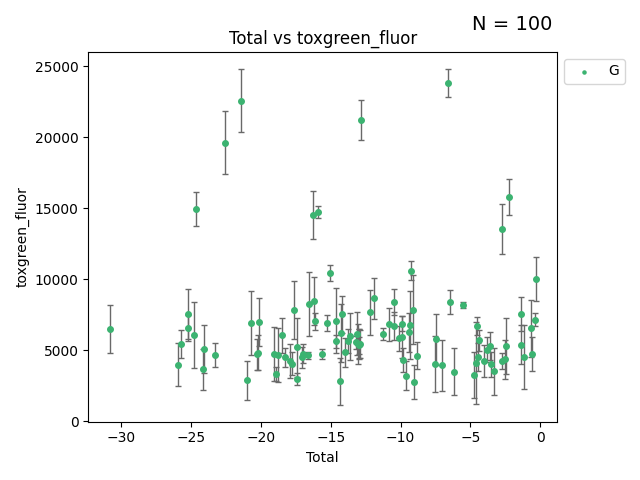 N = 100
Total vs toxgreen_fluor
G
25000
20000
15000
10000
5000
0
toxgreen_fluor
−30 −25 −20 −15 −10 −5 0
Total